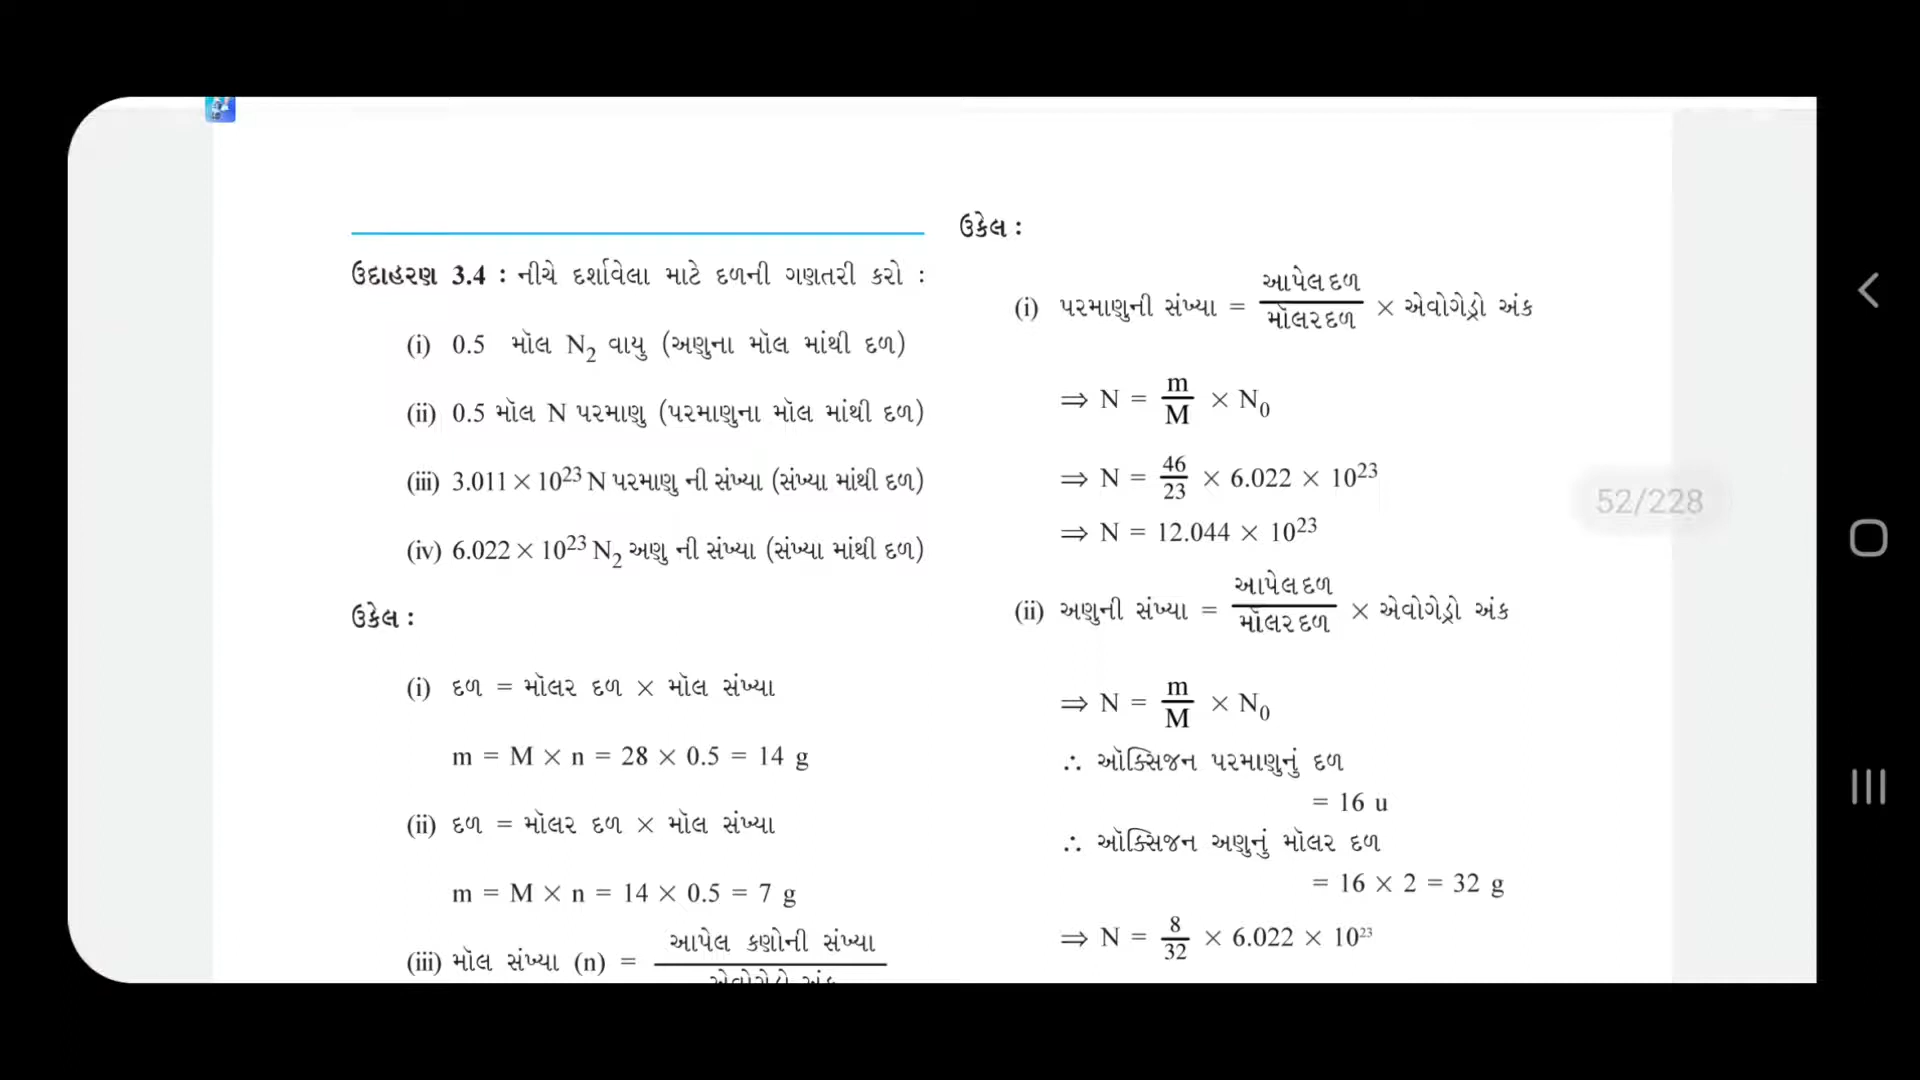 ઉદાહરણ 3.4 : નીચે દર્શાવેલા માટે દળની ગણતરી કરો :
(i) 0.5 મૉલ N₂ વાયુ (અણુના મૉલ માંથી દળ)
(ii) 0.5 મૉલ N પરમાણુ (પરમાણુના મૉલ માંથી દળ)
(iii) 3.011 × 10²³ N પરમાણુ ની સંખ્યા (સંખ્યા માંથી દળ)
(iv) 6.022 × 10²³ N₂ અણુ ની સંખ્યા (સંખ્યા માંથી દળ)
ઉકેલ :
(i) દળ = મૉલર દળ × મૉલ સંખ્યા
m = M × n = 28 × 0.5 = 14 g
(ii) દળ = મૉલર દળ × મૉલ સંખ્યા
m = M × n = 14 × 0.5 = 7 g
(iii) મૉલ સંખ્યા (n) = આપેલ કણોની સંખ્યા
ઉકેલ :
(i) પરમાણુની સંખ્યા = આપેલ દળ / મૉલર દળ × એવોગેડ્રો અંક
⇒ N = m/M × N₀
⇒ N = 46/23 × 6.022 × 10²³
⇒ N = 12.044 × 10²³
(ii) અણુની સંખ્યા = આપેલ દળ / મૉલર દળ × એવોગેડ્રો અંક
⇒ N = m/M × N₀
∴ ઑક્સિજન પરમાણુનું દળ
= 16 u
∴ ઑક્સિજન અણુનું મૉલર દળ
= 16 × 2 = 32 g
⇒ N = 8/32 × 6.022 × 10²³
52/228